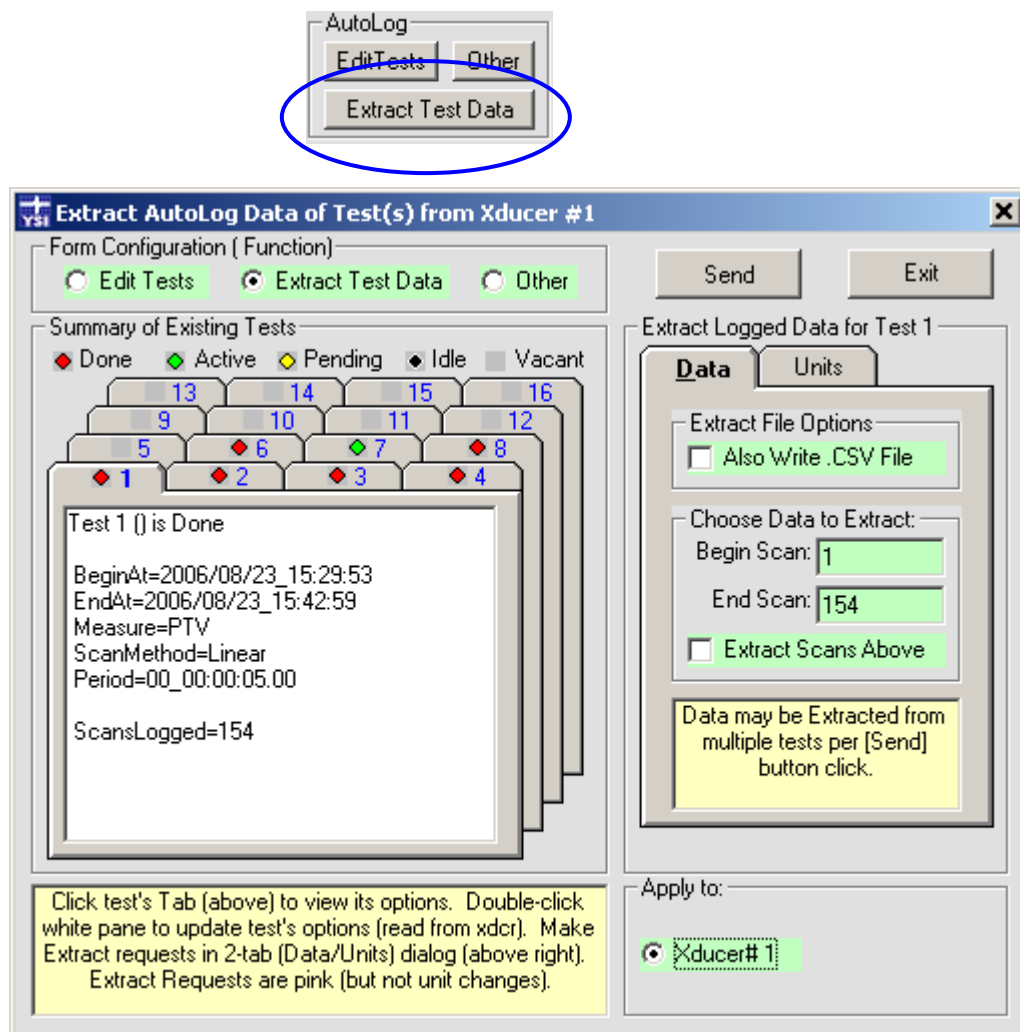 AutoLog
EditTests Other
Extract Test Data
YSI Extract AutoLog Data of Test(s) from Xducer #1
Form Configuration ( Function)
Edit Tests Extract Test Data Other
Send Exit
Summary of Existing Tests
Done Active Pending Idle Vacant
13 14 15 16
9 10 11 12
5 6 7 8
1 2 3 4
Test 1 () is Done
BeginAt=2006/08/23_15:29:53
EndAt=2006/08/23_15:42:59
Measure=PTV
ScanMethod=Linear
Period=00_00:00:05.00
ScansLogged=154
Click test's Tab (above) to view its options. Double-click
white pane to update test's options (read from xdcr). Make
Extract requests in 2-tab (Data/Units) dialog (above right).
Extract Requests are pink (but not unit changes).
Extract Logged Data for Test 1
Data Units
Extract File Options
Also Write .CSV File
Choose Data to Extract:
Begin Scan: 1
End Scan: 154
Extract Scans Above
Data may be Extracted from
multiple tests per [Send]
button click.
Apply to:
Xducer# 1